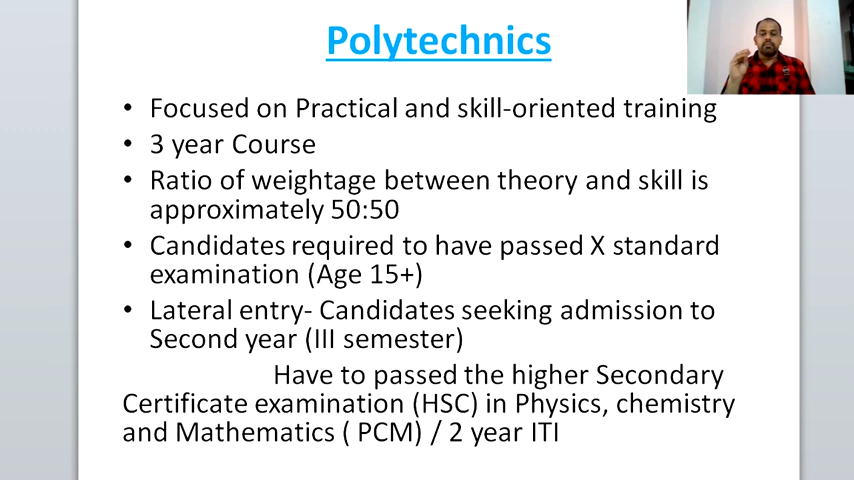 Polytechnics
• Focused on Practical and skill-oriented training
• 3 year Course
• Ratio of weightage between theory and skill is
approximately 50:50
• Candidates required to have passed X standard
examination (Age 15+)
• Lateral entry- Candidates seeking admission to
Second year (III semester)
Have to passed the higher Secondary
Certificate examination (HSC) in Physics, chemistry
and Mathematics ( PCM) / 2 year ITI